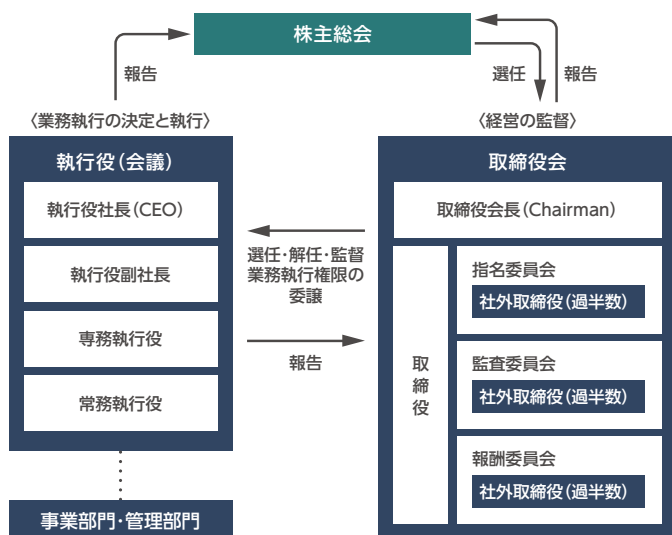 株主総会
報告
選任
報告
〈業務執行の決定と執行〉
〈経営の監督〉
執行役（会議）
執行役社長（CEO）
執行役副社長
専務執行役
常務執行役
事業部門・管理部門
選任・解任・監督
業務執行権限の
委譲
報告
取締役会
取締役会長（Chairman）
取締役
指名委員会
社外取締役（過半数）
監査委員会
社外取締役（過半数）
報酬委員会
社外取締役（過半数）